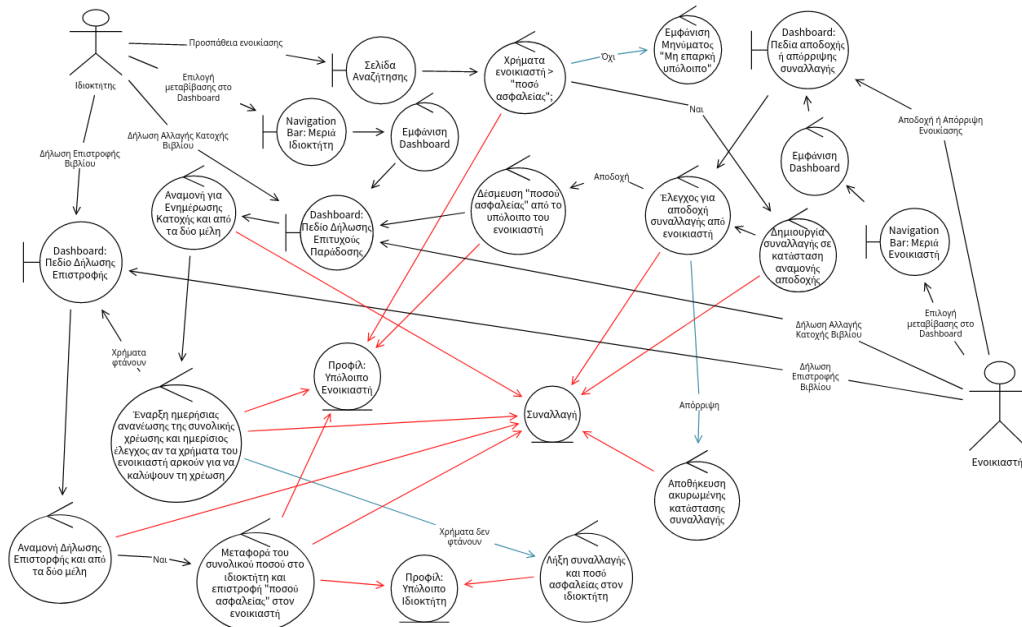 Ιδιοκτητης
Προσπάθεια ενοικίασης
Σελίδα
Αναζήτησης
Χρήματα
ενοικιαστή >
"ποσό
ασφαλείας";
Όχι
Εμφάνιση
Μηνύματος
"Μη επαρκή
υπόλοιπο"
Dashboard:
Πεδία αποδοχής
ή απόρριψης
συναλλαγής
Επιλογή
μεταβίβασης στο
Dashboard
Navigation
Bar: Μεριά
Ιδιοκτήτη
Εμφάνιση
Dashboard
Ναι
Αποδοχή ή Απόρριψη
Ενοικίασης
Εμφάνιση
Dashboard
Δήλωση Αλλαγής Κατοχής
Βιβλίου
Δήλωση Επιστροφής
Βιβλίου
Αναμονή για
Ενημέρωσης
Κατοχής και από
τα δύο μέλη
Dashboard:
Πεδίο Δήλωσης
Επιτυχούς
Παράδοσης
Δέσμευση "ποσού
ασφαλείας" από το
υπόλοιπο του
ενοικιαστή
Αποδοχή
Έλεγχος για
αποδοχή
συναλλαγής από
ενοικιαστή
Δημιουργία
συναλλαγής σε
κατάσταση
αναμονής
αποδοχής
Navigation
Bar: Μεριά
Ενοικιαστή
Dashboard:
Πεδίο Δήλωσης
Επιστροφής
Επιλογή
μεταβίβασης στο
Dashboard
Δήλωση Αλλαγής
Κατοχής Βιβλίου
Δήλωση
Επιστροφής
Βιβλίου
Χρήματα
φτάνουν
Προφίλ:
Υπόλοιπο
Ενοικιαστή
Συναλλαγή
Απόρριψη
Ενοικιαστή
Έναρξη ημερήσιας
ανανέωσης της συνολικής
χρέωσης και ημερίσιος
έλεγχος αν τα χρήματα του
ενοικιαστή αρκούν για να
καλύψουν τη χρέωση
Αποθήκευση
ακυρωμένης
κατάστασης
συναλλαγής
Αναμονή Δήλωσης
Επιστορφής και από
τα δύο μέλη
Ναι
Μεταφορά του
συνολικού ποσού στο
ιδιοκτήτη και
επιστροφή "ποσού
ασφαλείας" στον
ενοικιαστή
Προφίλ:
Υπόλοιπο
Ιδιοκτήτη
Χρήματα δεν
φτάνουν
Λήξη συναλλαγής
και ποσό
ασφαλείας στον
ιδιοκτήτη